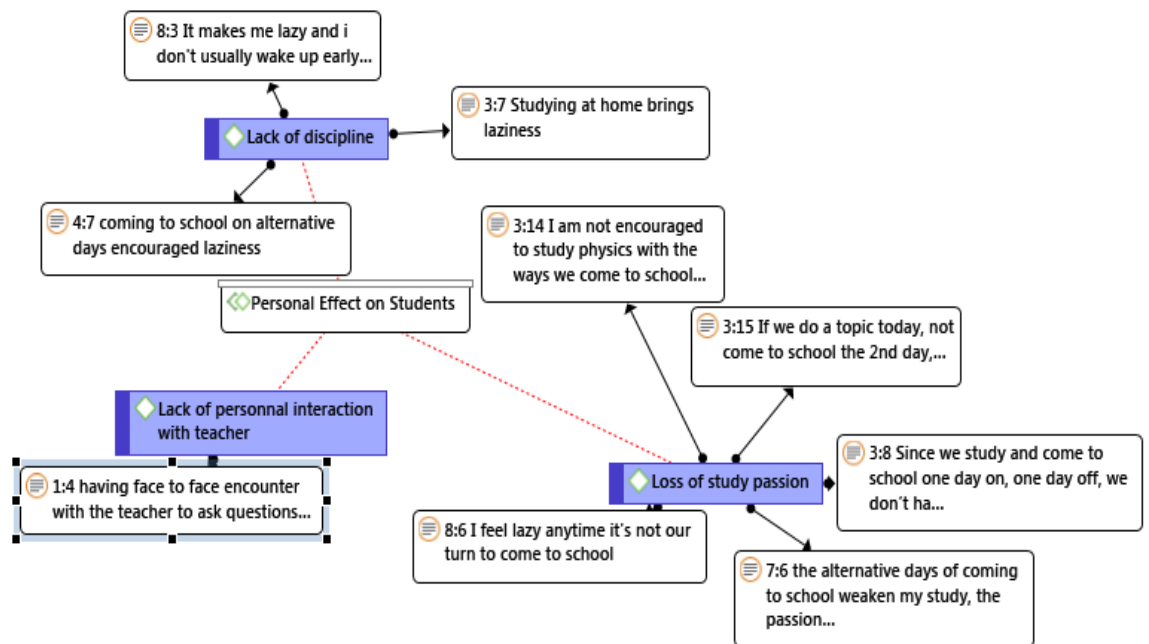 8:3 It makes me lazy and i
don't usually wake up early...
3:7 Studying at home brings
laziness
Lack of discipline
4:7 coming to school on alternative
days encouraged laziness
3:14 I am not encouraged
to study physics with the
ways we come to school...
Personal Effect on Students
3:15 If we do a topic today, not
come to school the 2nd day,...
Lack of personnal interaction
with teacher
1:4 having face to face encounter
with the teacher to ask questions...
Loss of study passion
3:8 Since we study and come to
school one day on, one day off, we
don't ha...
8:6 I feel lazy anytime it's not our
turn to come to school
7:6 the alternative days of coming
to school weaken my study, the
passion...